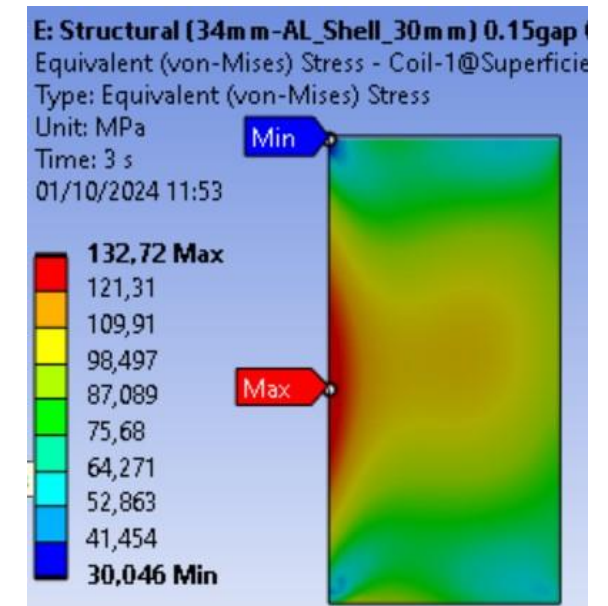 E: Structural (34mm-AL_Shell_30mm) 0.15gap
Equivalent (von-Mises) Stress - Coil-1@Superficie
Type: Equivalent (von-Mises) Stress
Unit: MPa
Time: 3 s
01/10/2024 11:53
Min
132,72 Max
121,31
109,91
98,497
87,089
75,68
64,271
52,863
41,454
30,046 Min
Max